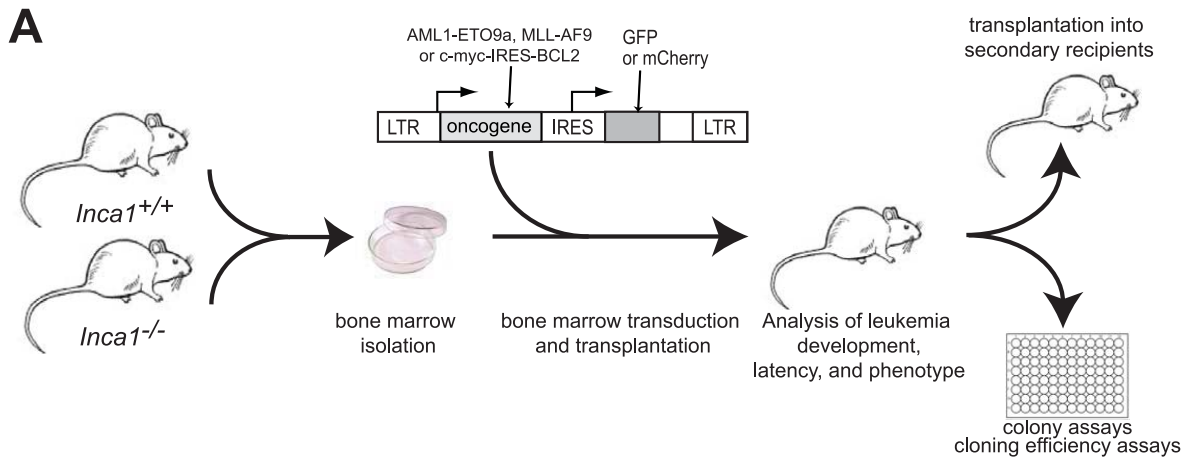 A
AML1-ETO9a, MLL-AF9
or c-myc-IRES-BCL2
GFP
or mCherry
LTR oncogene IRES LTR
transplantation into
secondary recipients
Inca1+/+
Inca1-/-
bone marrow
isolation
bone marrow transduction
and transplantation
Analysis of leukemia
development,
latency, and phenotype
colony assays
cloning efficiency assays